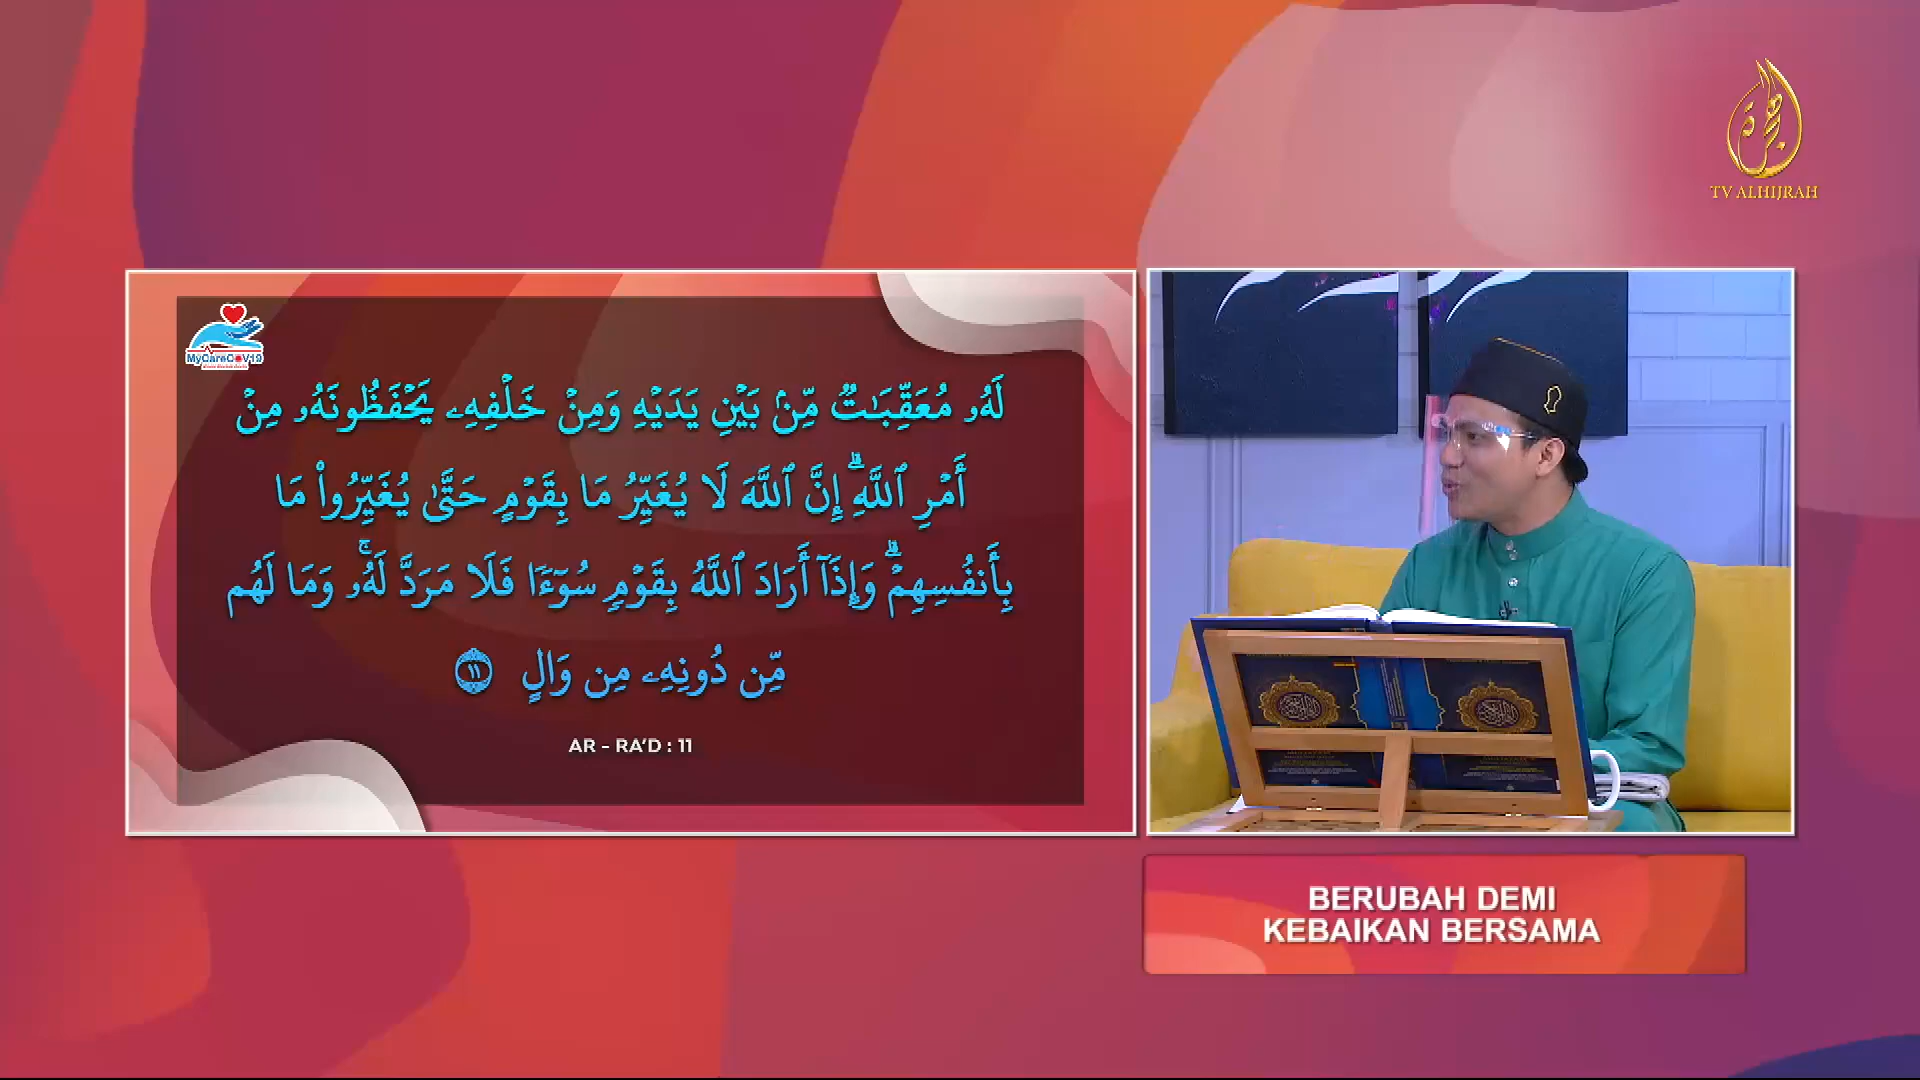 هجرة
TV ALHIJRAH
MyCareCoV19
لَهُۥ مُعَقِّبَٰتٌ مِّنۢ بَيْنِ يَدَيْهِ وَمِنْ خَلْفِهِۦ يَحْفَظُونَهُۥ مِنْ
أَمْرِ ٱللَّهِۗ إِنَّ ٱللَّهَ لَا يُغَيِّرُ مَا بِقَوْمٍ حَتَّىٰ يُغَيِّرُوا۟ مَا
بِأَنفُسِهِمْۗ وَإِذَآ أَرَادَ ٱللَّهُ بِقَوْمٍ سُوٓءًا فَلَا مَرَدَّ لَهُۥۚ وَمَا لَهُم
مِّن دُونِهِۦ مِن وَالٍ ١١
AR - RA'D : 11
BERUBAH DEMI
KEBAIKAN BERSAMA